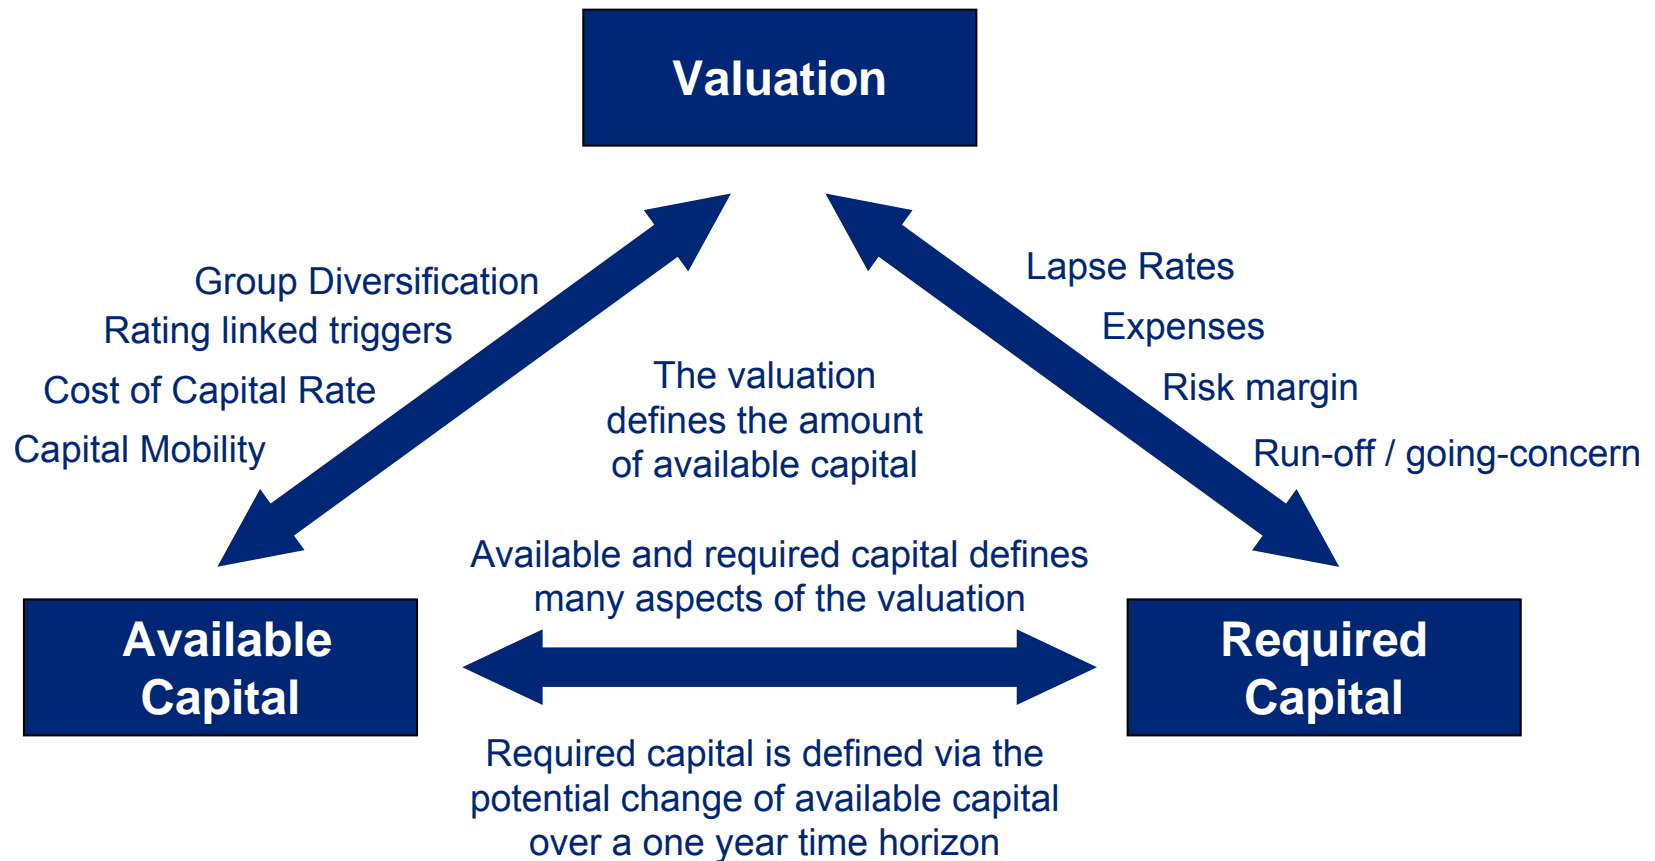 Valuation
Group Diversification
Rating linked triggers
Cost of Capital Rate
Capital Mobility
Lapse Rates
Expenses
Risk margin
Run-off / going-concern
The valuation
defines the amount
of available capital
Available and required capital defines
many aspects of the valuation
Available
Capital
Required
Capital
Required capital is defined via the
potential change of available capital
over a one year time horizon